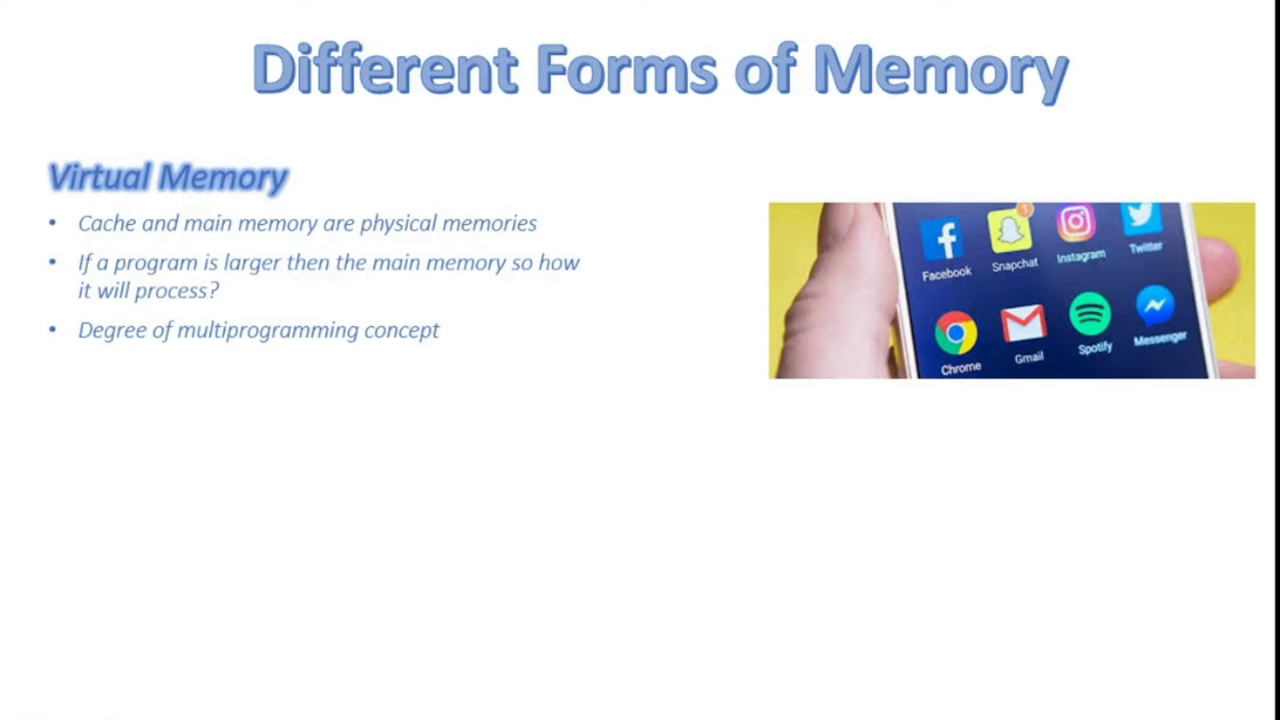 Different Forms of Memory
Virtual Memory
• Cache and main memory are physical memories
• If a program is larger then the main memory so how
it will process?
• Degree of multiprogramming concept
1
Facebook
Snapchat
Instagram
Twitter
Chrome
Gmail
Spotify
Messenger